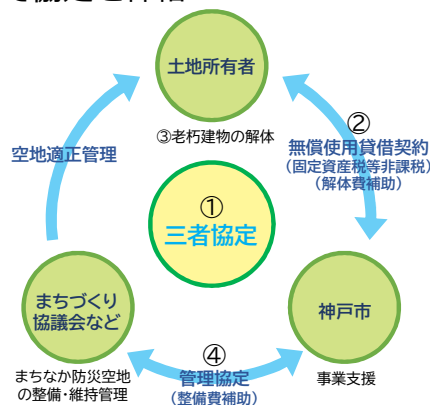 土地所有者
③老朽建物の解体
②
無償使用貸借契約
（固定資産税等非課税）
（解体費補助）
空地適正管理
①
三者協定
まちづくり
協議会など
神戸市
まちなか防災空地
の整備・維持管理
④
管理協定
（整備費補助）
事業支援